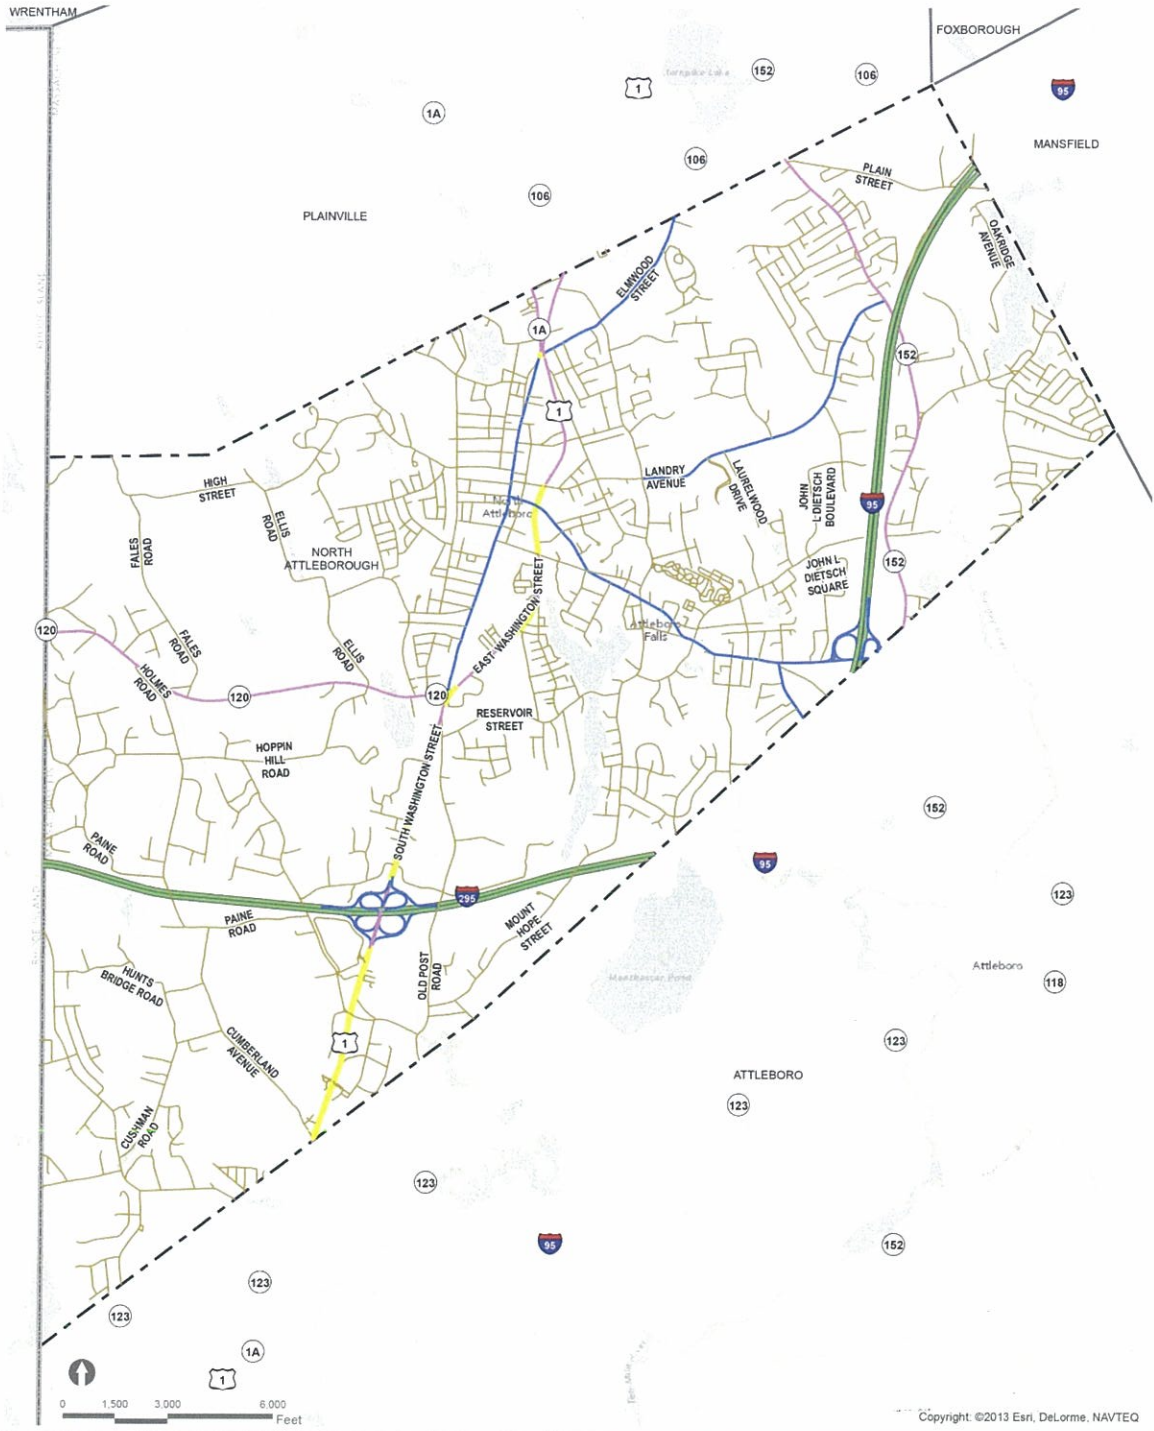 WRENTHAM
FOXBOROUGH
1
152
106
95
1A
MANSFIELD
106
PLAIN
STREET
106
PLAINVILLE
OAKRIDGE
AVENUE
ELMWOOD
STREET
1A
152
1
HIGH
STREET
LANDRY
AVENUE
LAURELWOOD
DRIVE
JOHN
L DIETSCH
BOULEVARD
95
North
Attleboro
ELLIS
ROAD
FALES
ROAD
NORTH
ATTLEBOROUGH
152
JOHN L
DIETSCH
SQUARE
EAST WASHINGTON STREET
Attleboro
Falls
120
FALES
ROAD
ELLIS
ROAD
HOLMES
ROAD
120
120
RESERVOIR
STREET
HOPPIN
HILL
ROAD
SOUTH WASHINGTON STREET
152
PAINE
ROAD
95
295
123
PAINE
ROAD
MOUNT
HOPE
STREET
HUNTS
BRIDGE ROAD
OLD POST
ROAD
Manchester Pond
Attleboro
118
1
123
CUMBERLAND
AVENUE
ATTLEBORO
123
CUSHMAN
ROAD
123
95
152
123
123
1A
1
0 1,500 3,000 6,000
Feet
Copyright: ©2013 Esri, DeLorme, NAVTEQ